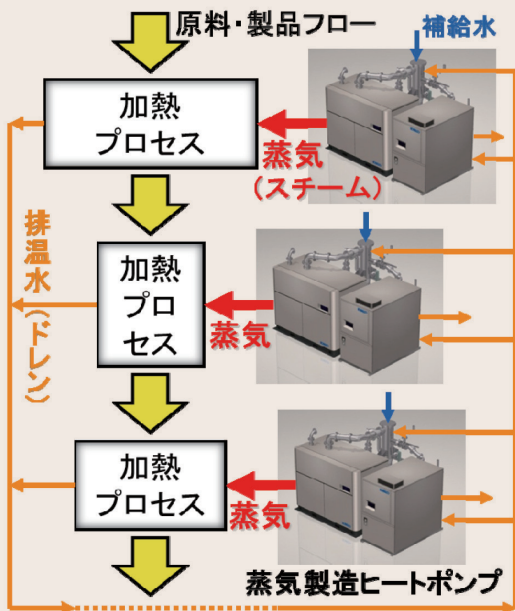 原料・製品フロー
補給水
加熱
プロセス
蒸気
(スチーム)
排温水(ドレン)
加熱
プロ
セス
蒸気
加熱
プロセス
蒸気
蒸気製造ヒートポンプ